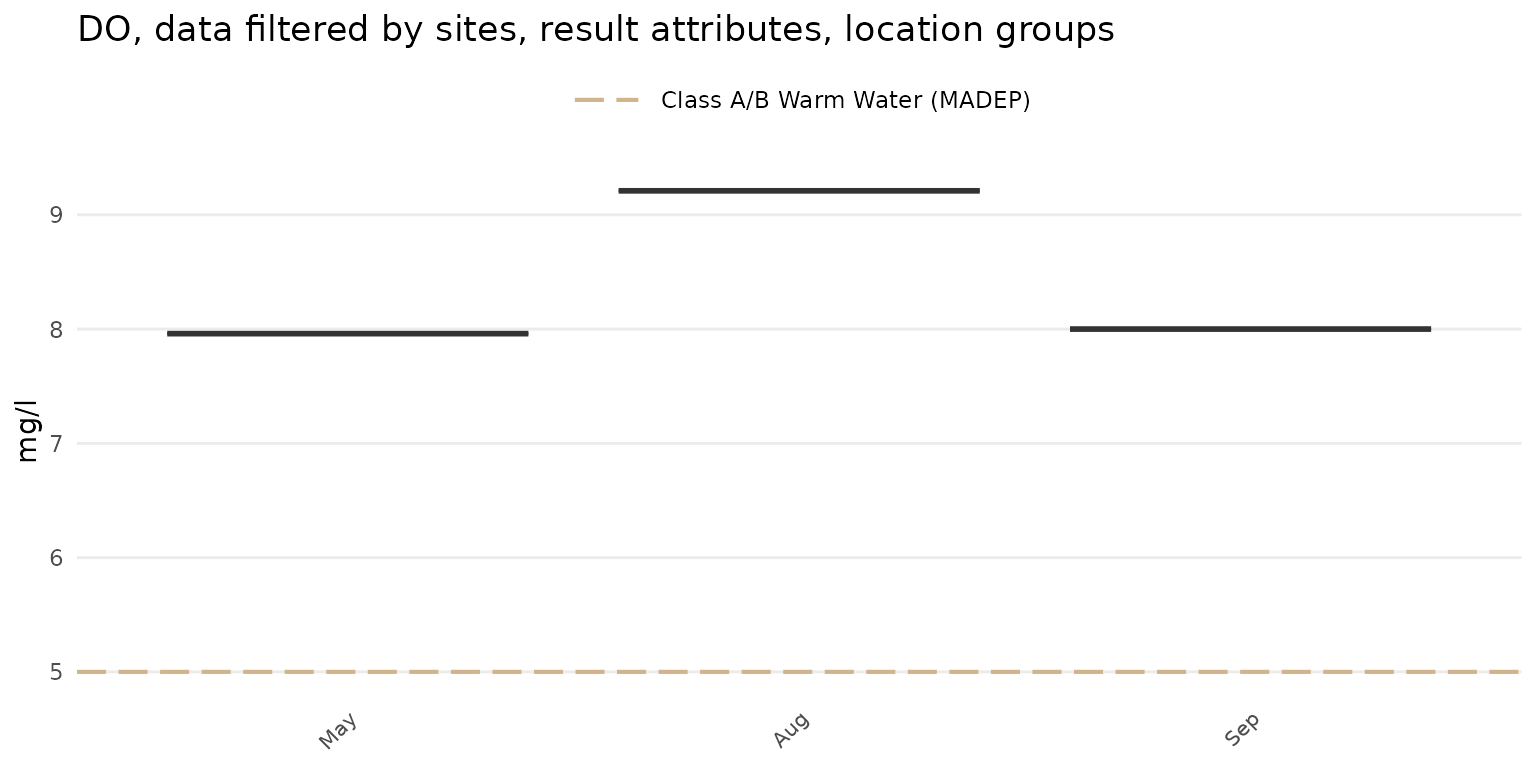 DO, data filtered by sites, result attributes, location groups
Class A/B Warm Water (MADEP)
mg/l
9
8
7
6
5
May
Aug
Sep